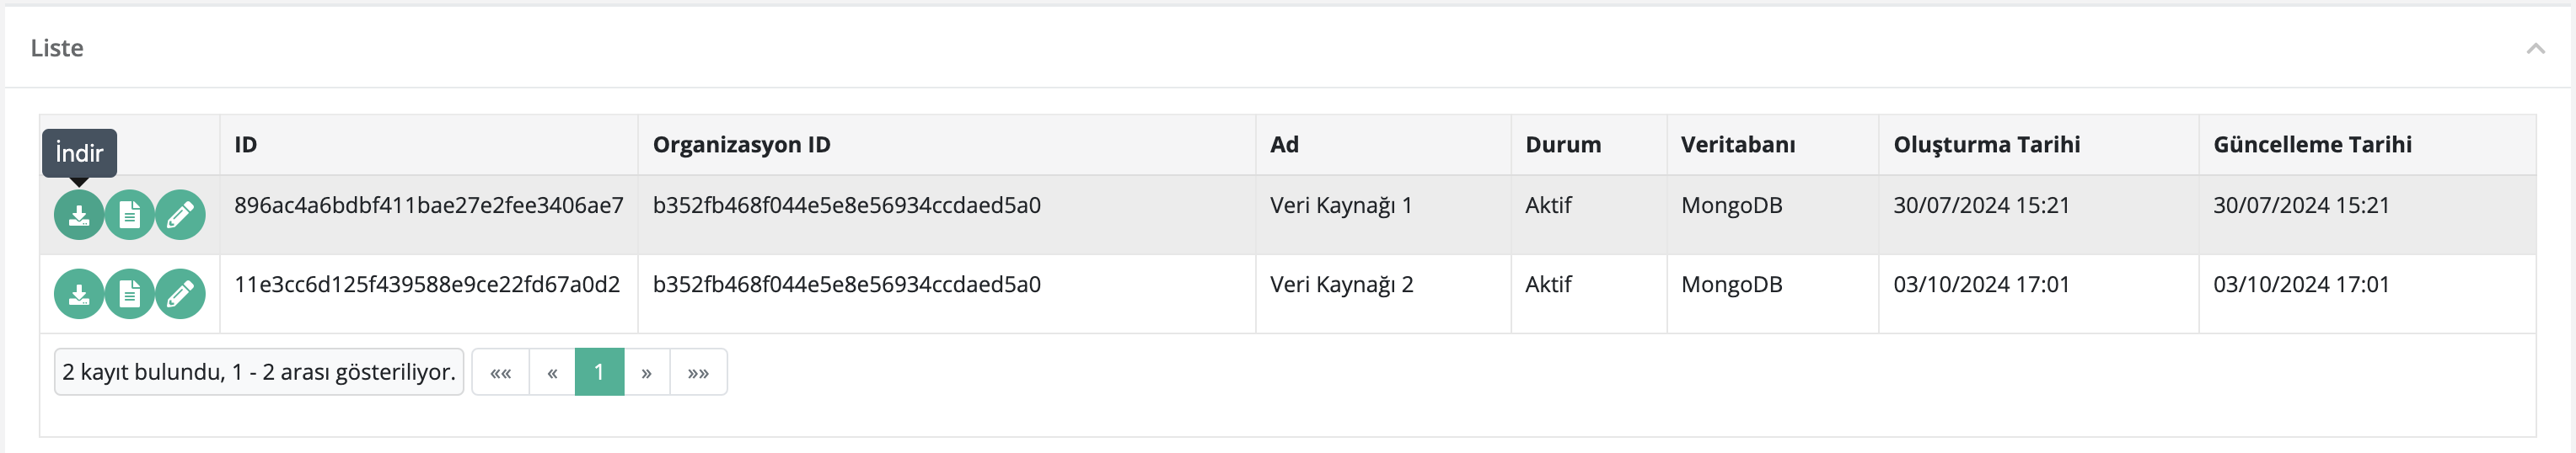 Liste
İndir
ID Organizasyon ID Ad Durum Veritabanı Oluşturma Tarihi Güncelleme Tarihi
896ac4a6bdbf411bae27e2fee3406ae7 b352fb468f044e5e8e56934ccdaed5a0 Veri Kaynağı 1 Aktif MongoDB 30/07/2024 15:21 30/07/2024 15:21
11e3cc6d125f439588e9ce22fd67a0d2 b352fb468f044e5e8e56934ccdaed5a0 Veri Kaynağı 2 Aktif MongoDB 03/10/2024 17:01 03/10/2024 17:01
2 kayıt bulundu, 1 - 2 arası gösteriliyor. «« « 1 » »»